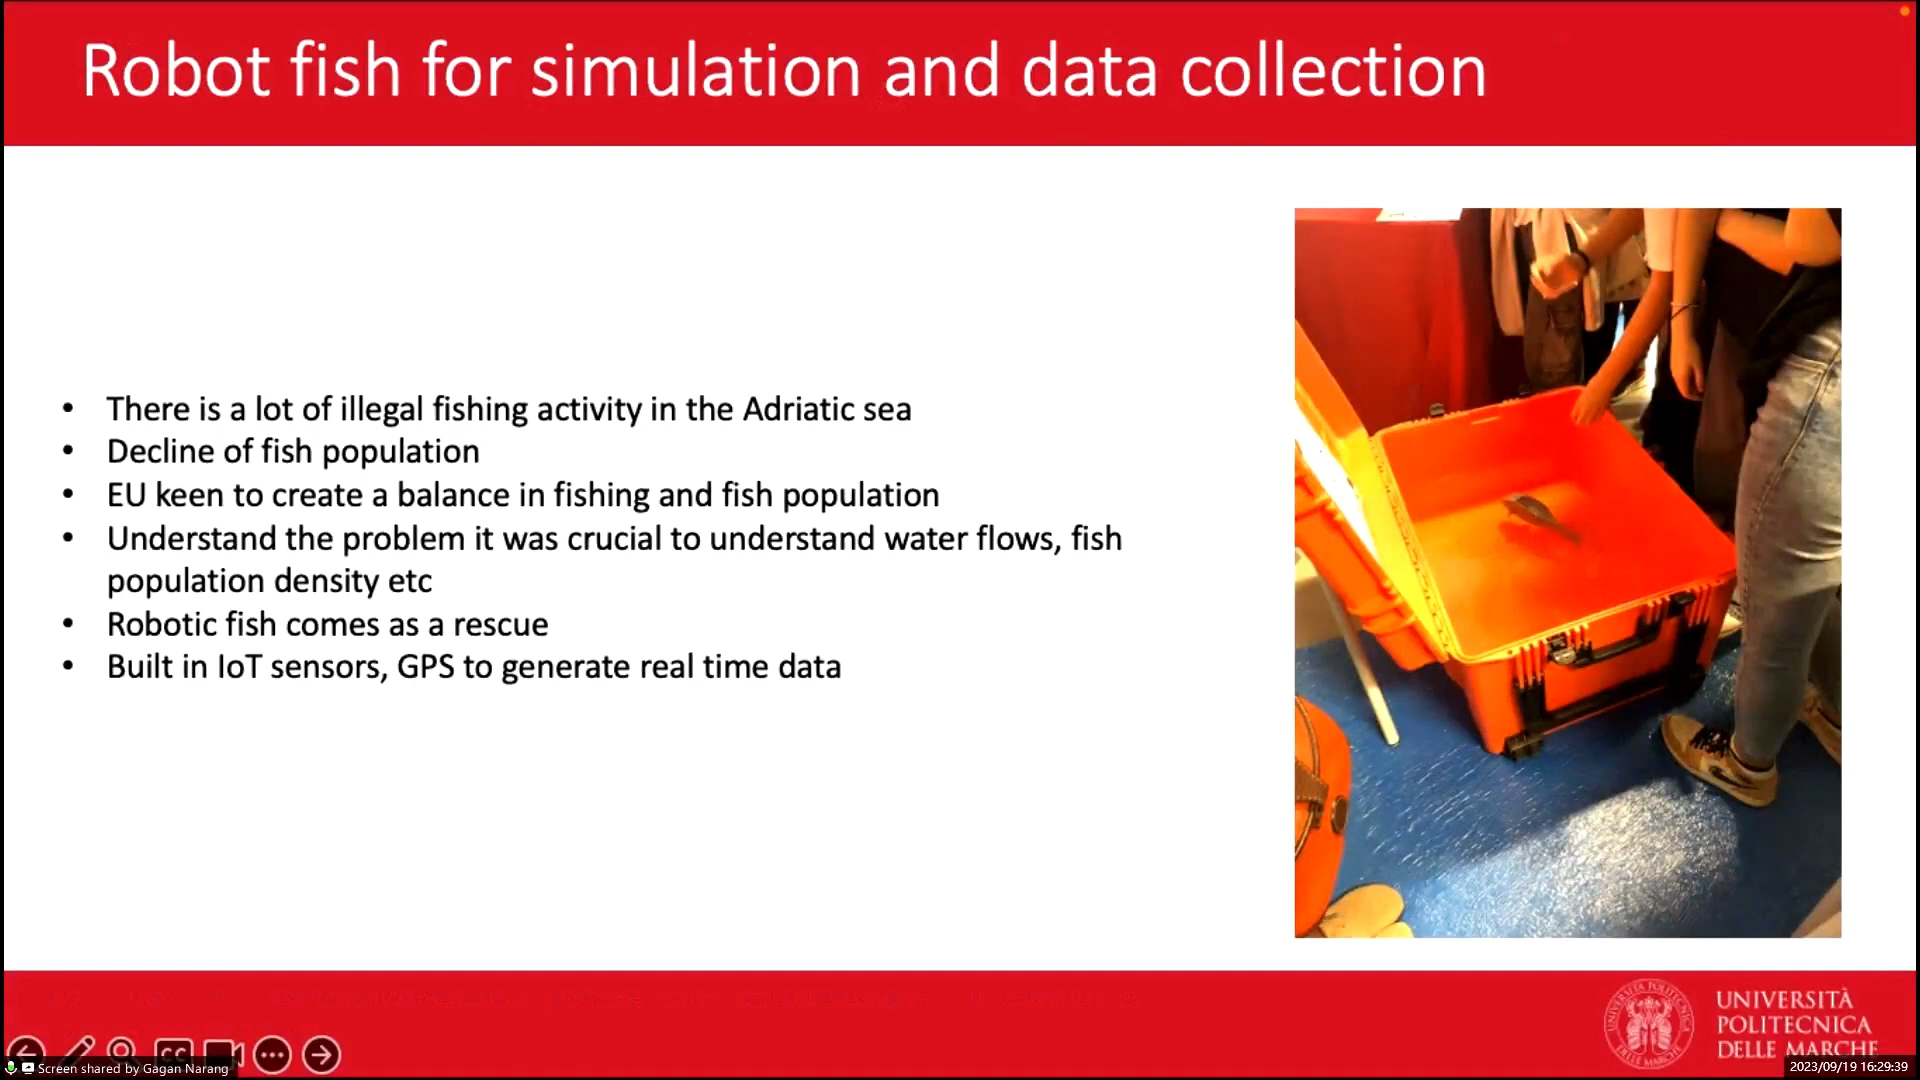 Robot fish for simulation and data collection
• There is a lot of illegal fishing activity in the Adriatic sea
• Decline of fish population
• EU keen to create a balance in fishing and fish population
• Understand the problem it was crucial to understand water flows, fish
population density etc
• Robotic fish comes as a rescue
• Built in IoT sensors, GPS to generate real time data
UNIVERSITÀ
POLITECNICA
DELLE MARCHE
CC
Screen shared by Gagan Narang
2023/09/19 16:29:39